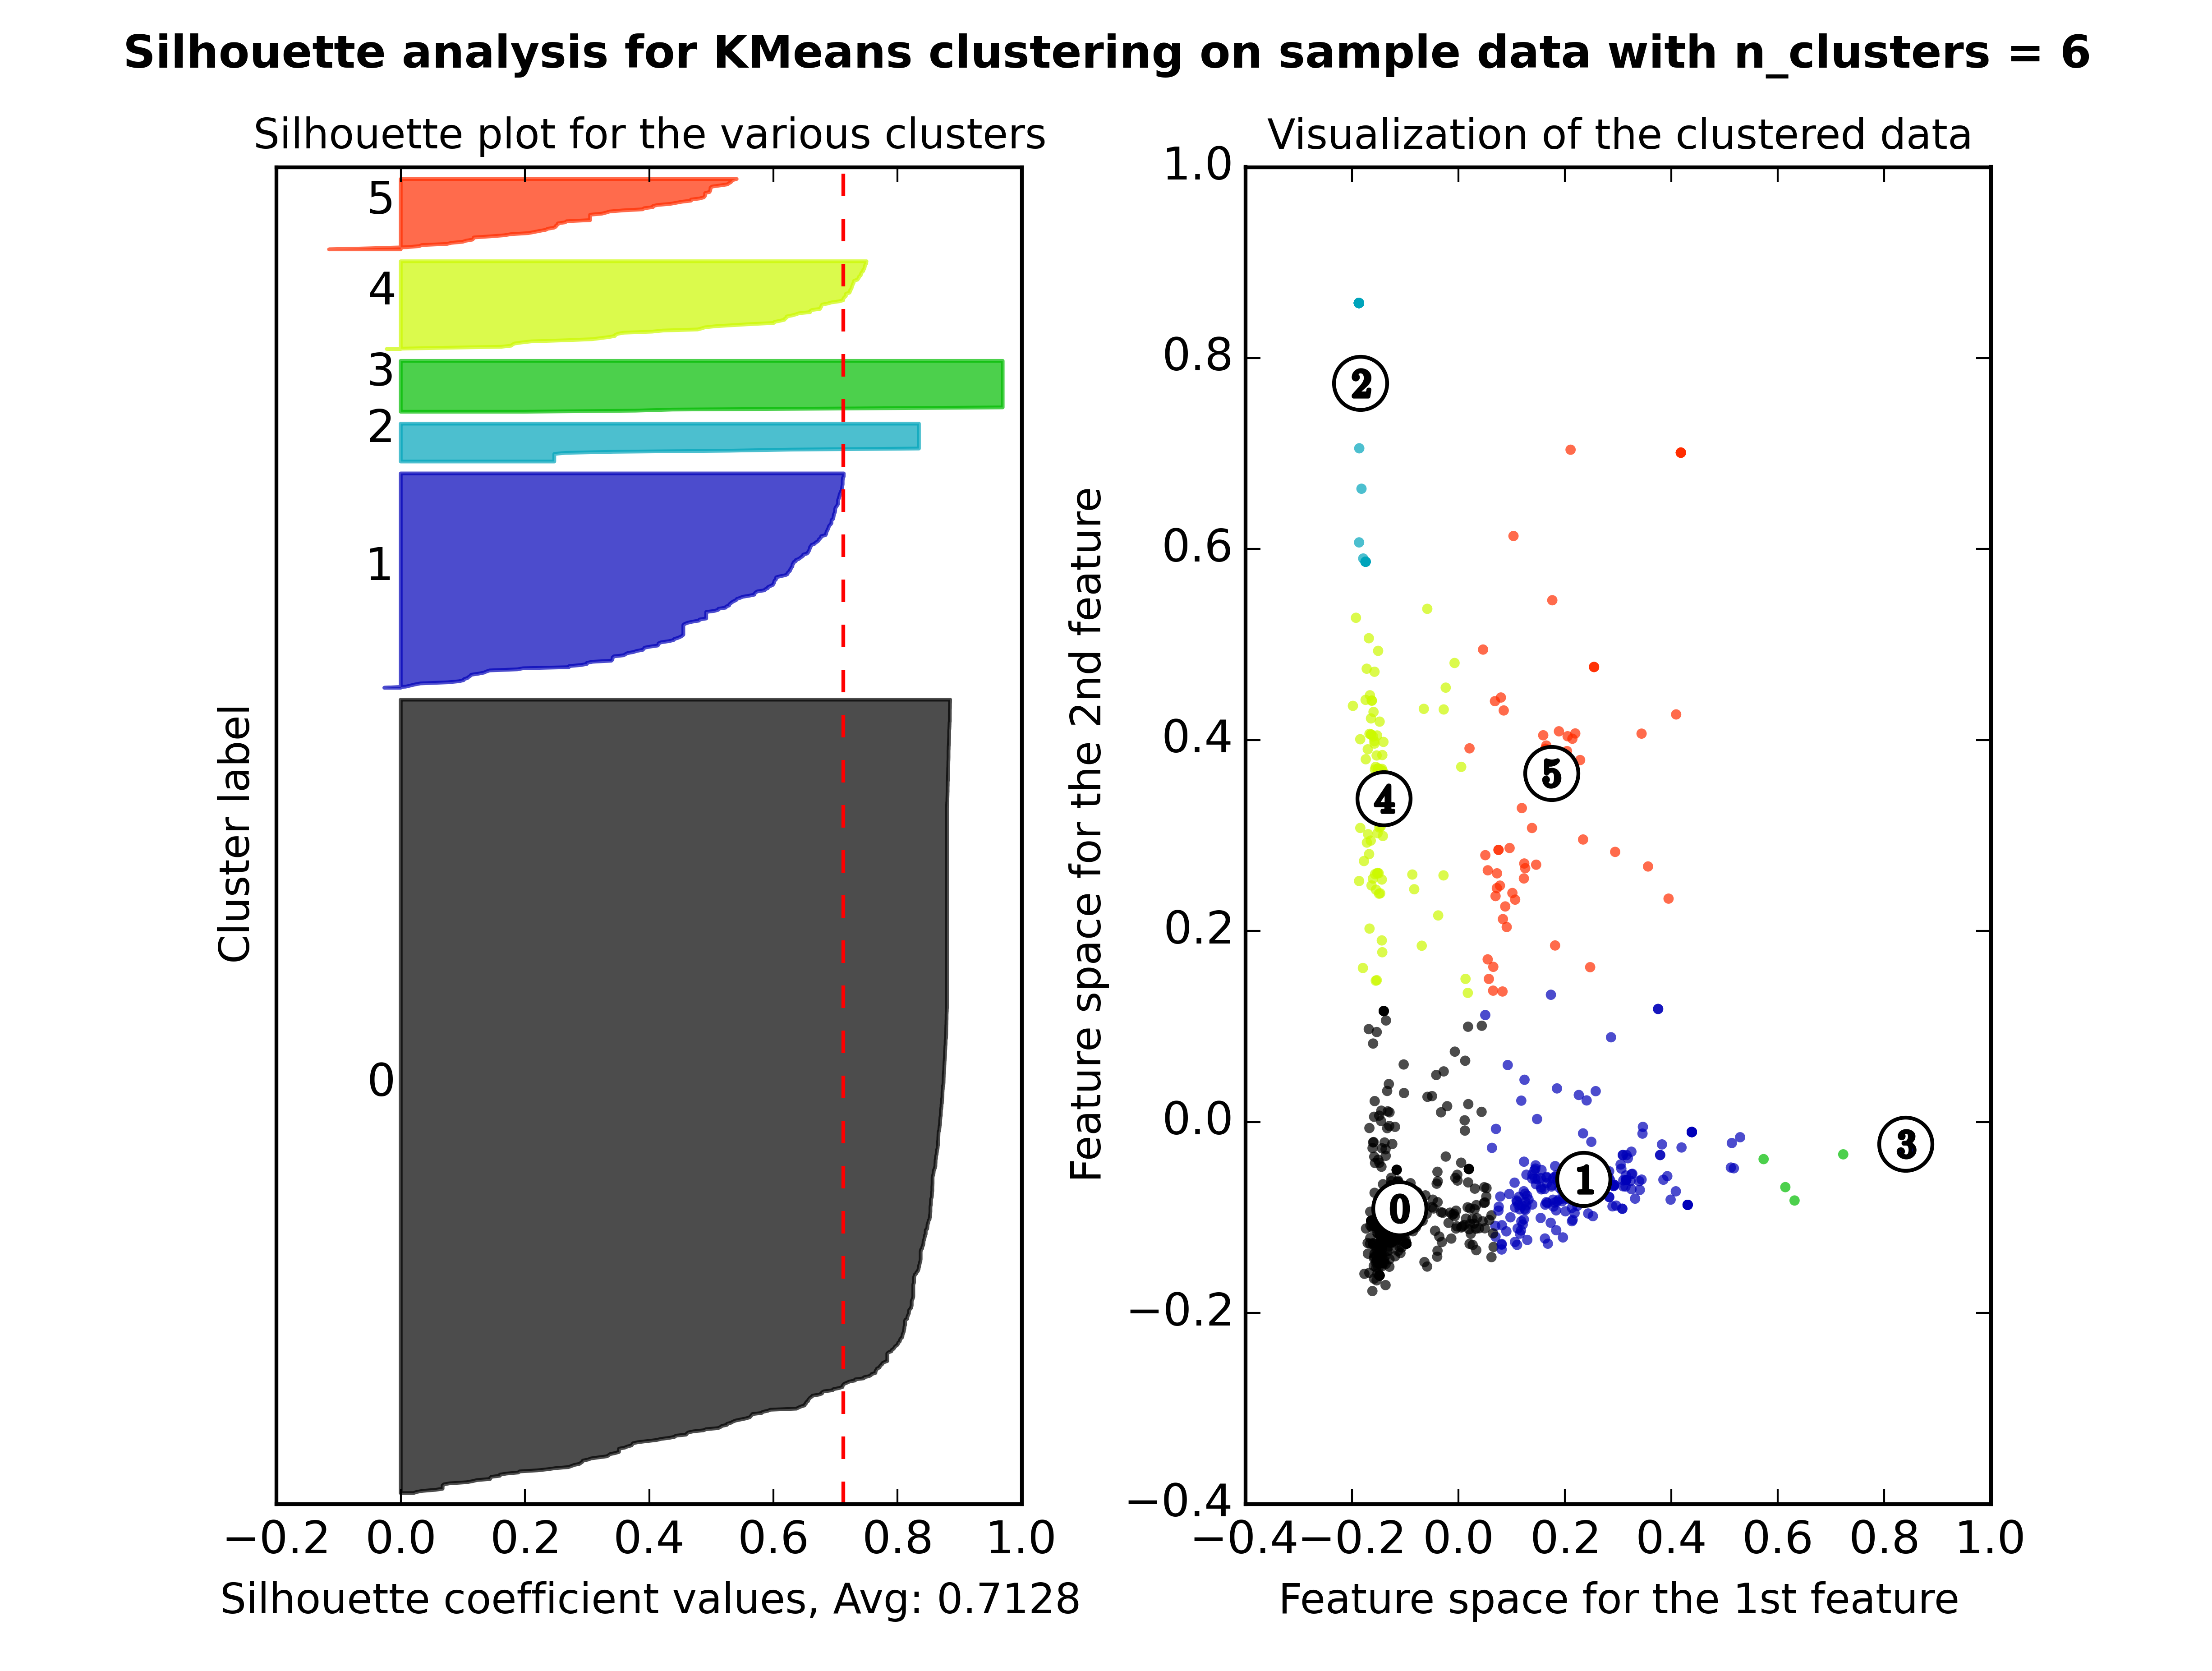 Silhouette analysis for KMeans clustering on sample data with n_clusters = 6
Silhouette plot for the various clusters
5
4
3
2
1
0
Cluster label
−0.2 0.0 0.2 0.4 0.6 0.8 1.0
Silhouette coefficient values, Avg: 0.7128
Visualization of the clustered data
1.0
0.8
0.6
0.4
0.2
0.0
−0.2
−0.4
Feature space for the 2nd feature
2
5
4
3
1
0
−0.4 −0.2 0.0 0.2 0.4 0.6 0.8 1.0
Feature space for the 1st feature